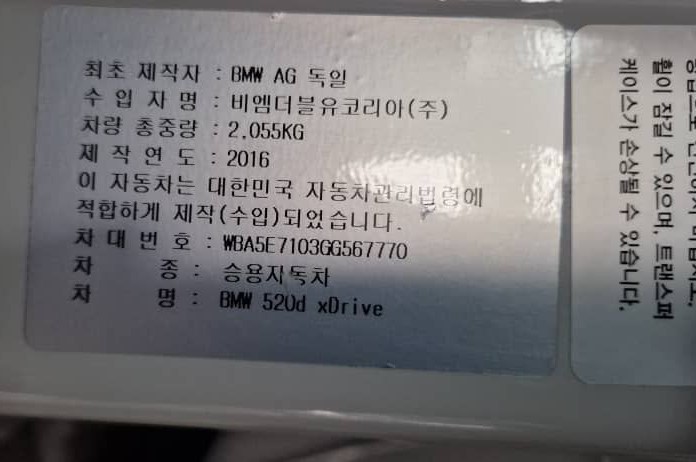 최초 제작자 : BMW AG 독일
수 입 자 명 : 비엠더블유코리아(주)
차량 총중량 : 2,055KG
제 작 연 도 : 2016
이 자동차는 대한민국 자동차관리법령에
적합하게 제작(수입)되었습니다.
차 대 번 호 : WBA5E7103GG567770
차 종 : 승용자동차
차 명 : BMW 520d xDrive
휠이 잠길 수 있으며, 트랜스퍼
케이스가 손상될 수 있습니다.